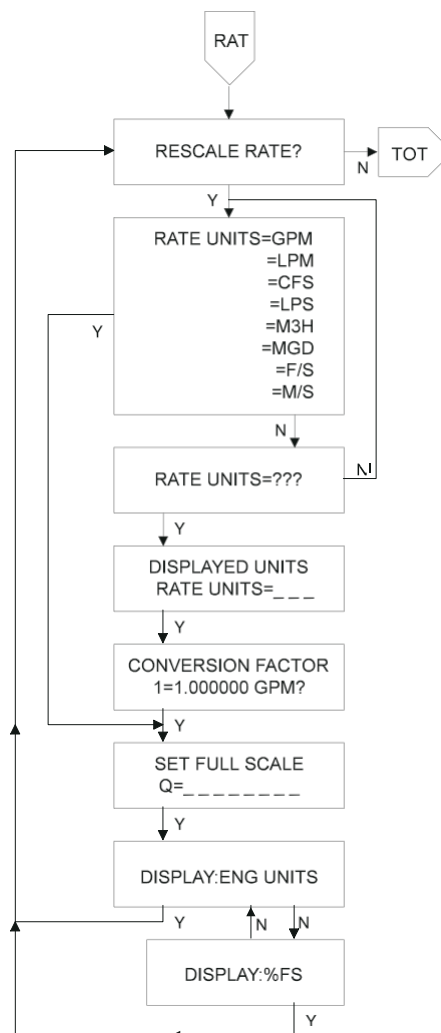 RAT
RESCALE RATE?
N
TOT
Y
RATE UNITS=GPM
=LPM
=CFS
=LPS
=M3H
=MGD
=F/S
=M/S
Y
N
RATE UNITS=???
N
Y
DISPLAYED UNITS
RATE UNITS=_ _ _
Y
CONVERSION FACTOR
1=1.000000 GPM?
Y
SET FULL SCALE
Q=_ _ _ _ _ _ _ _
Y
DISPLAY:ENG UNITS
Y
N
N
DISPLAY:%FS
Y